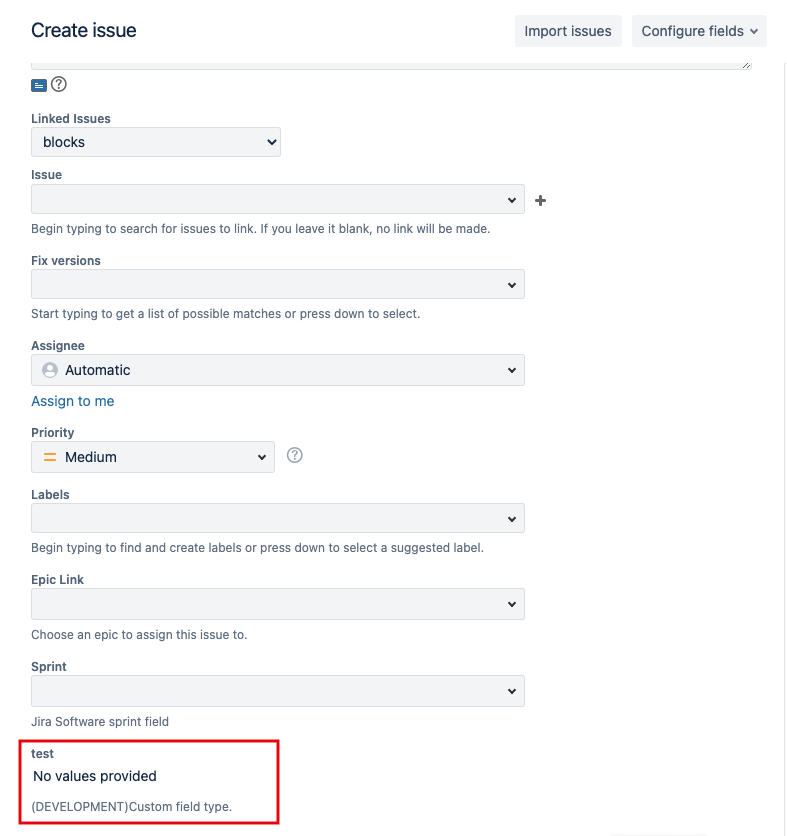 Create issue
Import issues
Configure fields
Linked Issues
blocks
Issue
Begin typing to search for issues to link. If you leave it blank, no link will be made.
Fix versions
Start typing to get a list of possible matches or press down to select.
Assignee
Automatic
Assign to me
Priority
Medium
Labels
Begin typing to find and create labels or press down to select a suggested label.
Epic Link
Choose an epic to assign this issue to.
Sprint
Jira Software sprint field
test
No values provided
(DEVELOPMENT)Custom field type.